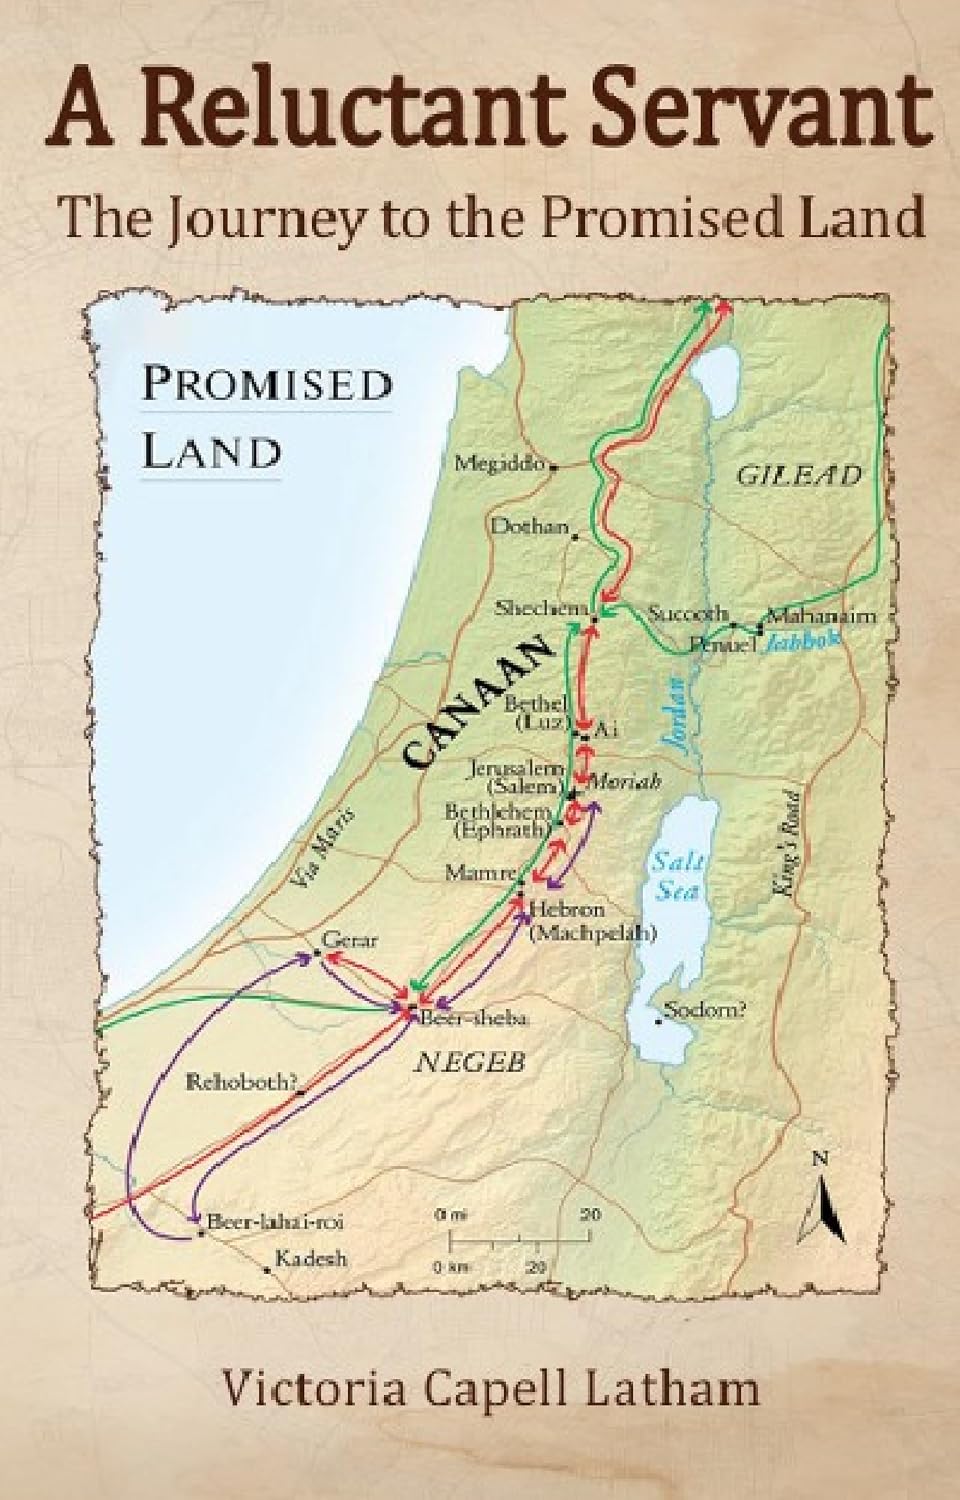 A Reluctant Servant
The Journey to the Promised Land
PROMISED
LAND
Megiddo
GILEAD
Dothan
Shechem
Succoth
Mahanaim
Penuel
Jabbok
CANAAN
Bethel
(Luz)
Ai
Jordan
Jerusalem
(Salem)
Moriah
Bethlehem
(Ephrath)
Via Maris
King's Road
Salt
Sea
Mamre
Hebron
(Machpelah)
Gerar
Beer-sheba
Sodom?
NEGEB
Rehoboth?
N
Beer-lahai-roi
0 mi 20
Kadesh
0 km 20
Victoria Capell Latham